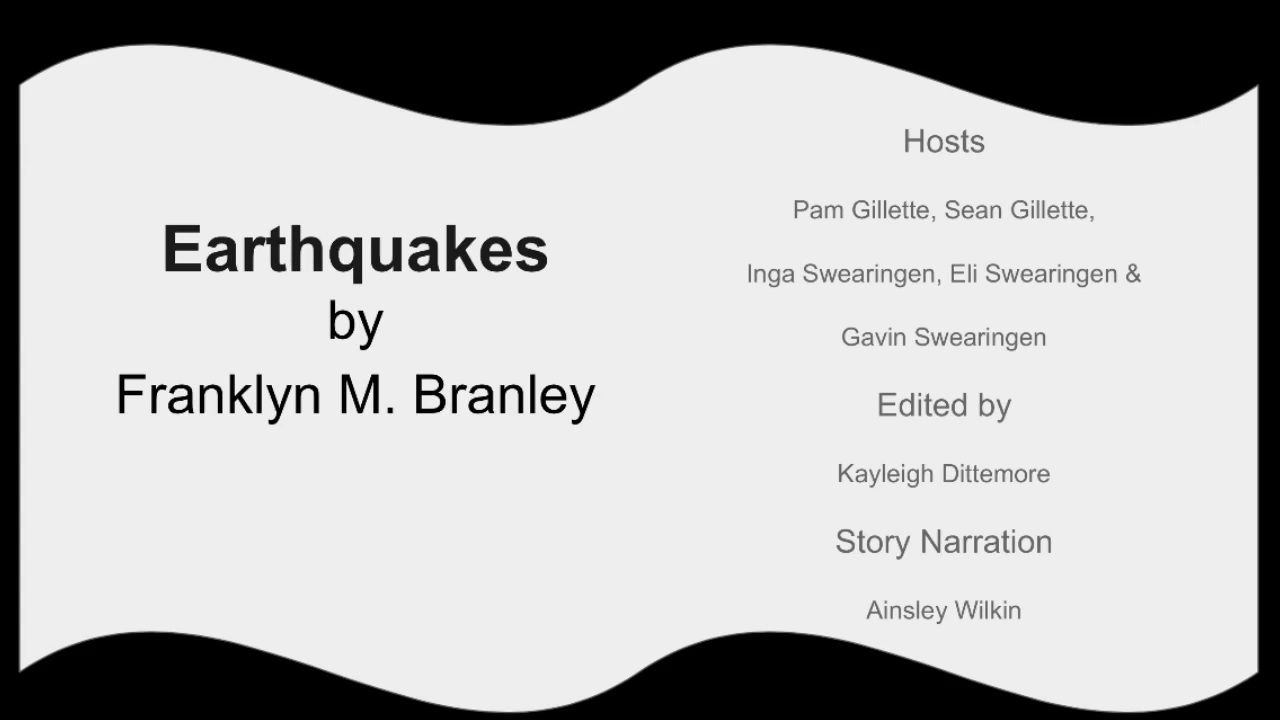 Earthquakes
by
Franklyn M. Branley
Hosts
Pam Gillette, Sean Gillette,
Inga Swearingen, Eli Swearingen &
Gavin Swearingen
Edited by
Kayleigh Dittemore
Story Narration
Ainsley Wilkin